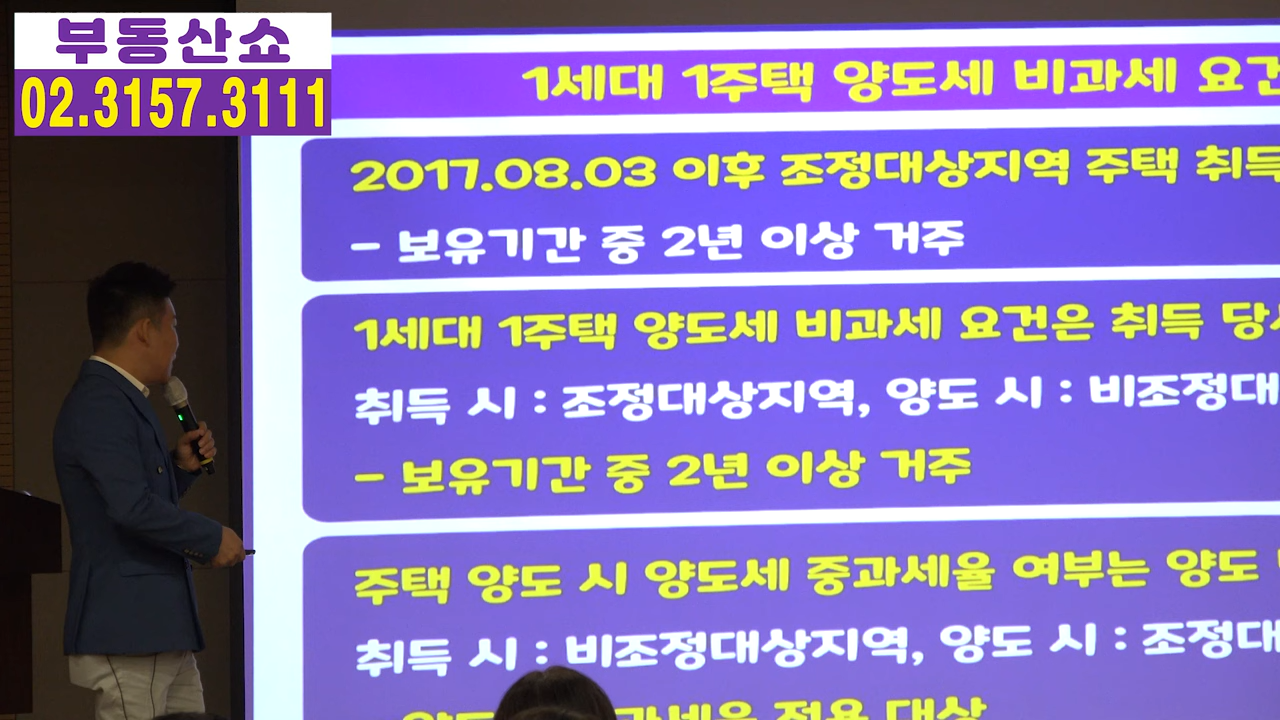 부동산쇼
02.3157.3111
1세대 1주택 양도세 비과세
2017.08.03 이후 조정대상지역 주택 취득
- 보유기간 중 2년 이상 거주
1세대 1주택 양도세 비과세 요건은 취득
취득 시 : 조정대상지역, 양도 시 : 비조정대
- 보유기간 중 2년 이상 거주
주택 양도 시 양도세 중과세율 여부는 양도
취득 시 : 비조정대상지역, 양도 시 : 조정대
적용 대상